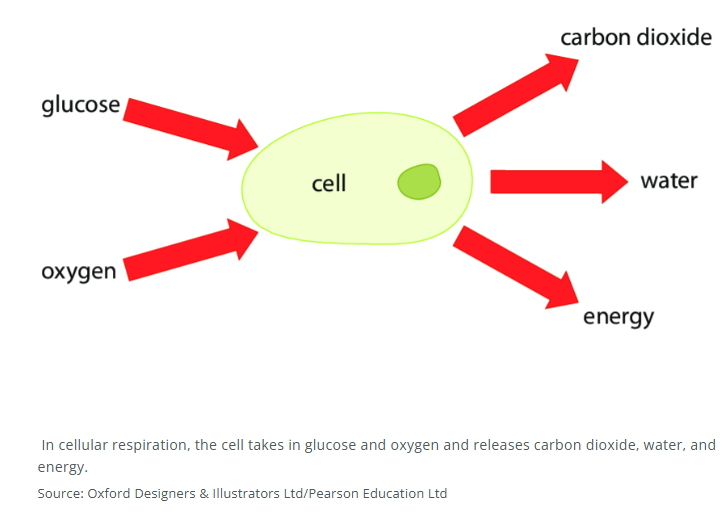 carbon dioxide
glucose
cell
water
oxygen
energy
In cellular respiration, the cell takes in glucose and oxygen and releases carbon dioxide, water, and
energy.
Source: Oxford Designers & Illustrators Ltd/Pearson Education Ltd